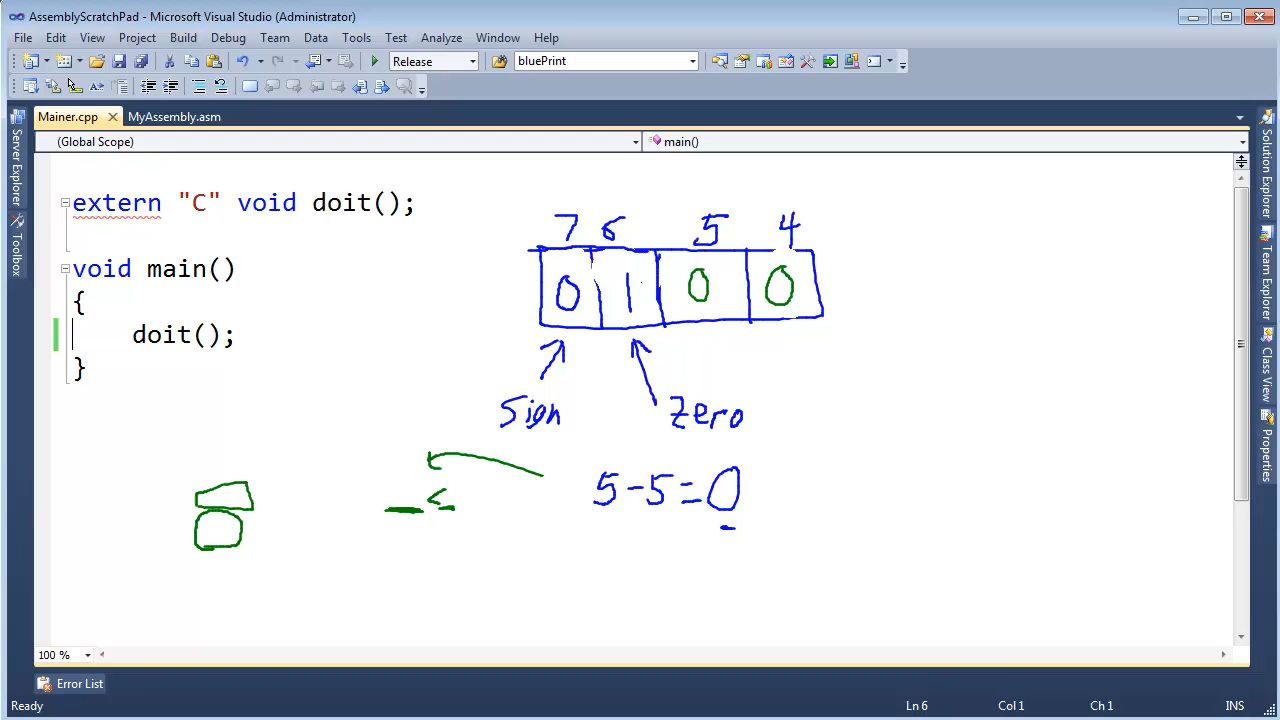 AssemblyScratchPad - Microsoft Visual Studio (Administrator)
File Edit View Project Build Debug Team Data Tools Test Analyze Window Help
Release bluePrint
Mainer.cpp MyAssembly.asm
(Global Scope) main()
Server Explorer
Toolbox
Solution Explorer
Team Explorer
Class View
Properties
extern "C" void doit();
void main()
{
doit();
}
7 6 5 4
0 1 0 0
Sign Zero
5-5=0
100 %
Error List
Ready Ln 6 Col 1 Ch 1 INS